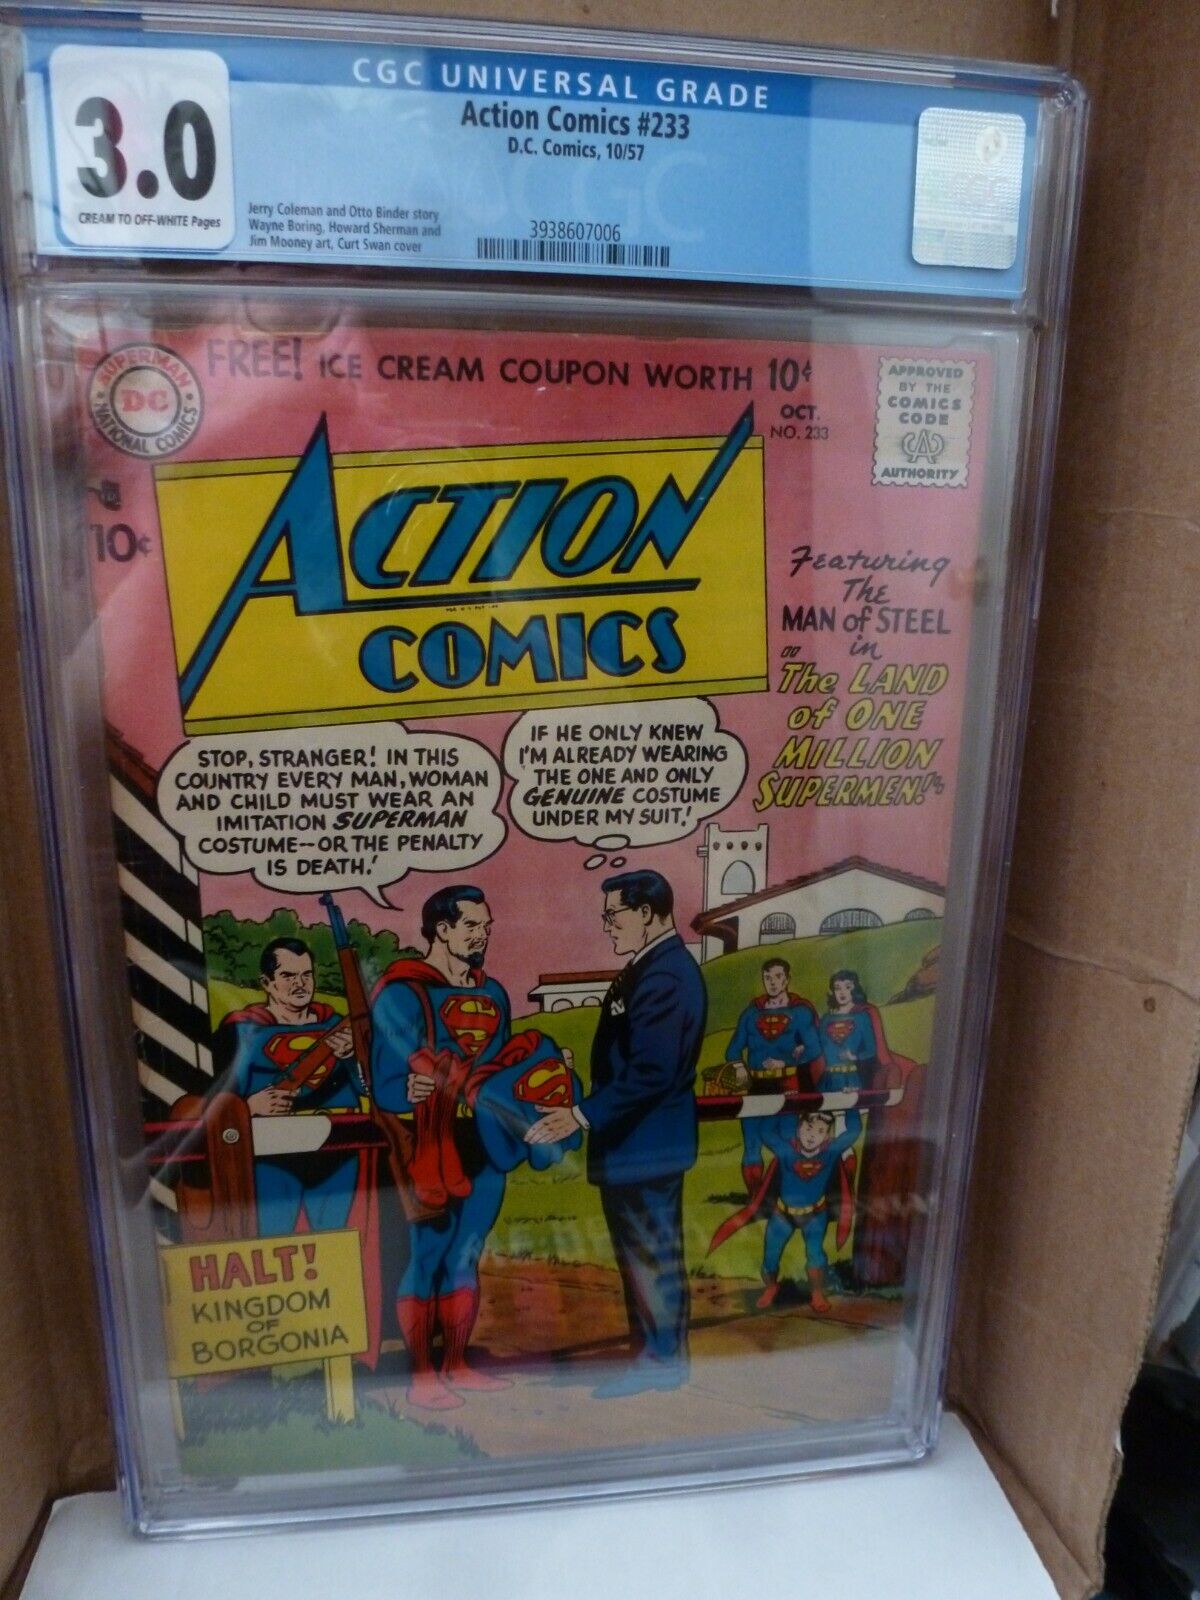 CGC UNIVERSAL GRADE
3.0
CREAM TO OFF-WHITE Pages
Action Comics #233
D.C. Comics, 10/57
Jerry Coleman and Otto Binder story
Wayne Boring, Howard Sherman and
Jim Mooney art, Curt Swan cover
3938607006
SUPERMAN
DC
NATIONAL COMICS
FREE! ICE CREAM COUPON WORTH 10¢
OCT.
NO. 233
APPROVED
BY THE
COMICS
CODE
CA
AUTHORITY
10¢
ACTION
COMICS
Featuring
The
MAN of STEEL
in
"The LAND
of ONE
MILLION
SUPERMEN!"
STOP, STRANGER! IN THIS
COUNTRY EVERY MAN, WOMAN
AND CHILD MUST WEAR AN
IMITATION SUPERMAN
COSTUME--OR THE PENALTY
IS DEATH!
IF HE ONLY KNEW
I'M ALREADY WEARING
THE ONE AND ONLY
GENUINE COSTUME
UNDER MY SUIT!
HALT!
KINGDOM
OF
BORGONIA